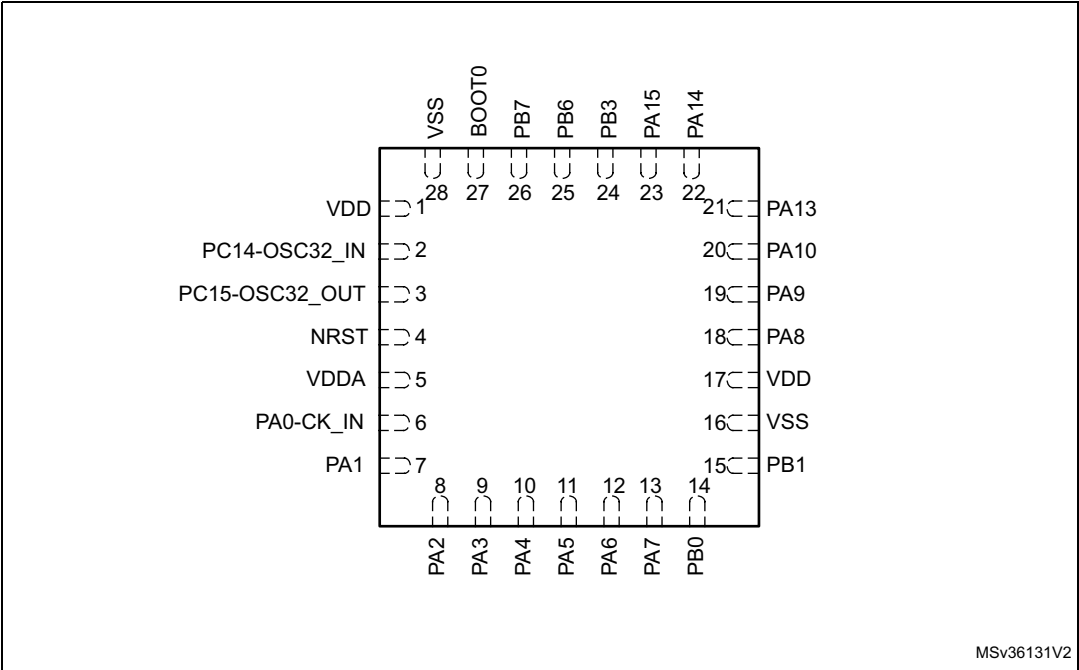 VSS
BOOT0
PB7
PB6
PB3
PA15
PA14
28
27
26
25
24
23
22
VDD 1
PC14-OSC32_IN 2
PC15-OSC32_OUT 3
NRST 4
VDDA 5
PA0-CK_IN 6
PA1 7
21 PA13
20 PA10
19 PA9
18 PA8
17 VDD
16 VSS
15 PB1
8
9
10
11
12
13
14
PA2
PA3
PA4
PA5
PA6
PA7
PB0
MSv36131V2